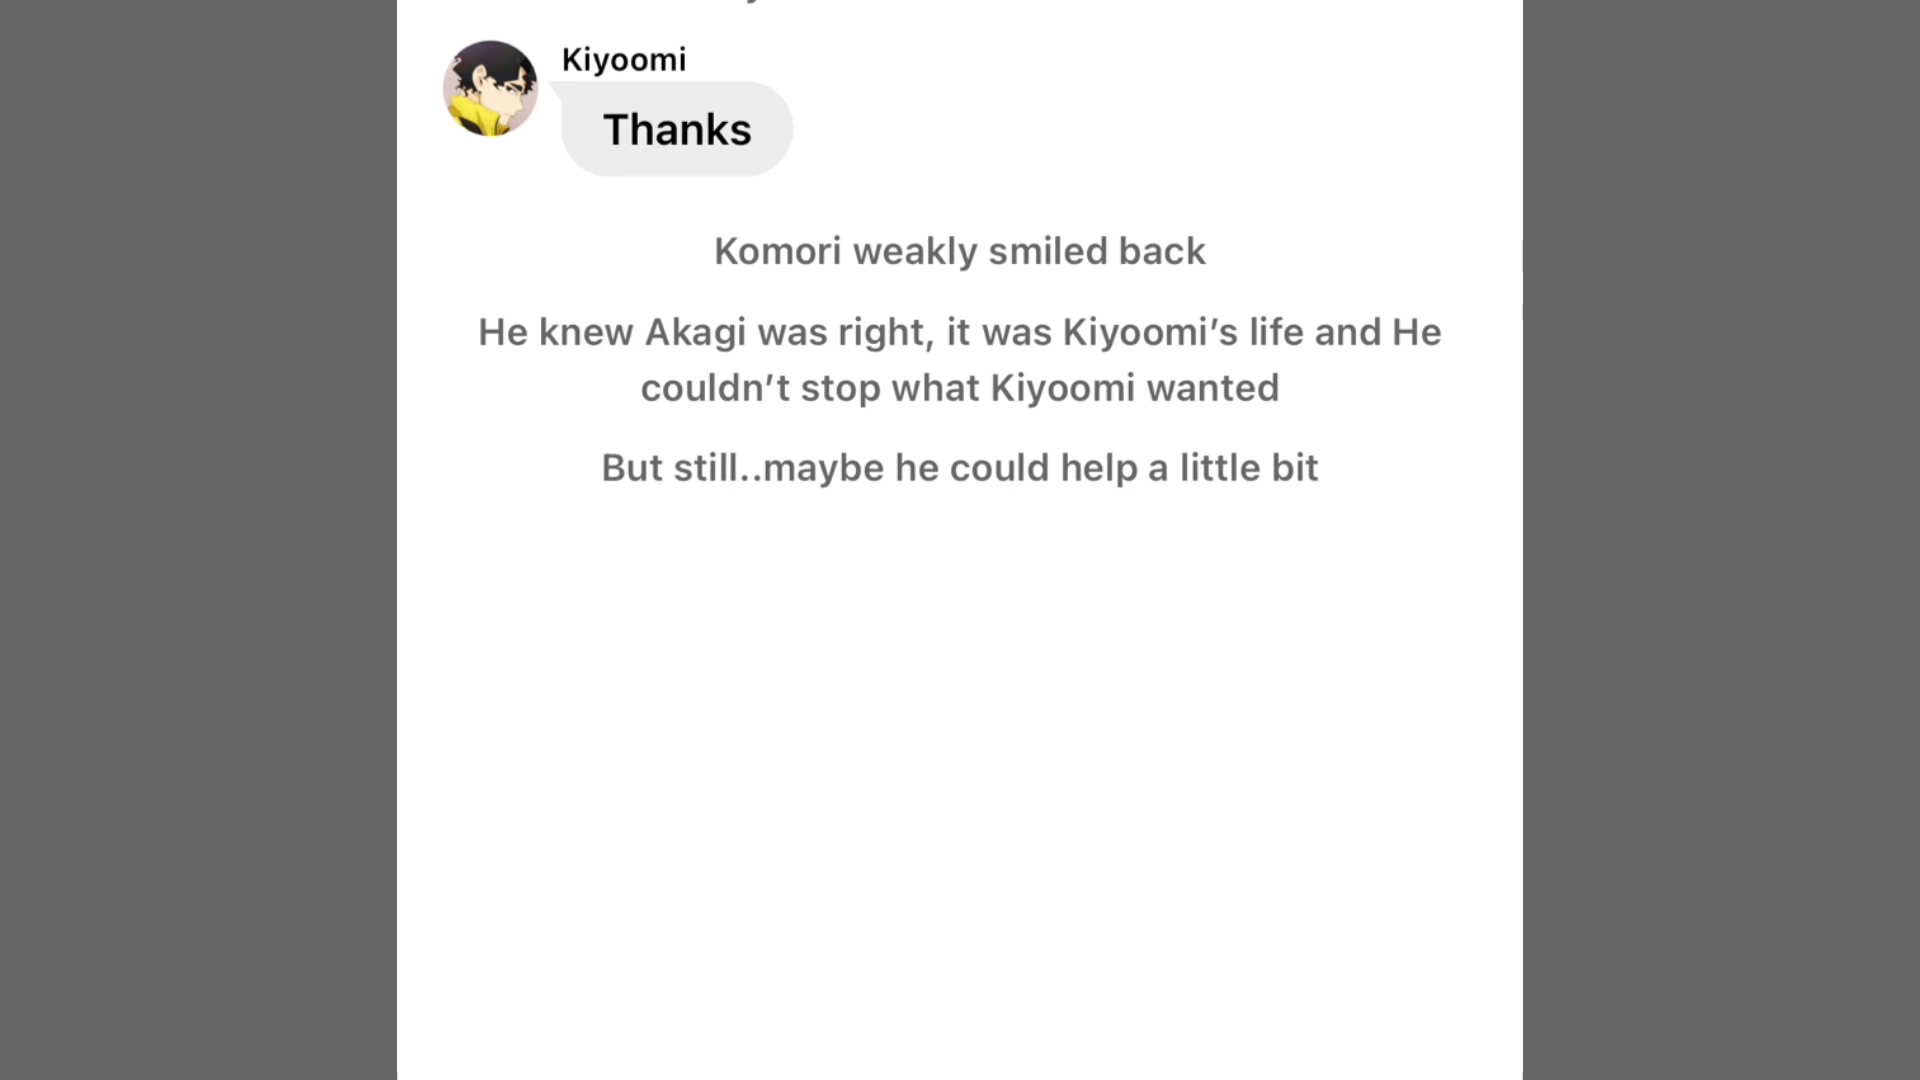 Kiyoomi
Thanks
Komori weakly smiled back
He knew Akagi was right, it was Kiyoomi’s life and He
couldn’t stop what Kiyoomi wanted
But still..maybe he could help a little bit